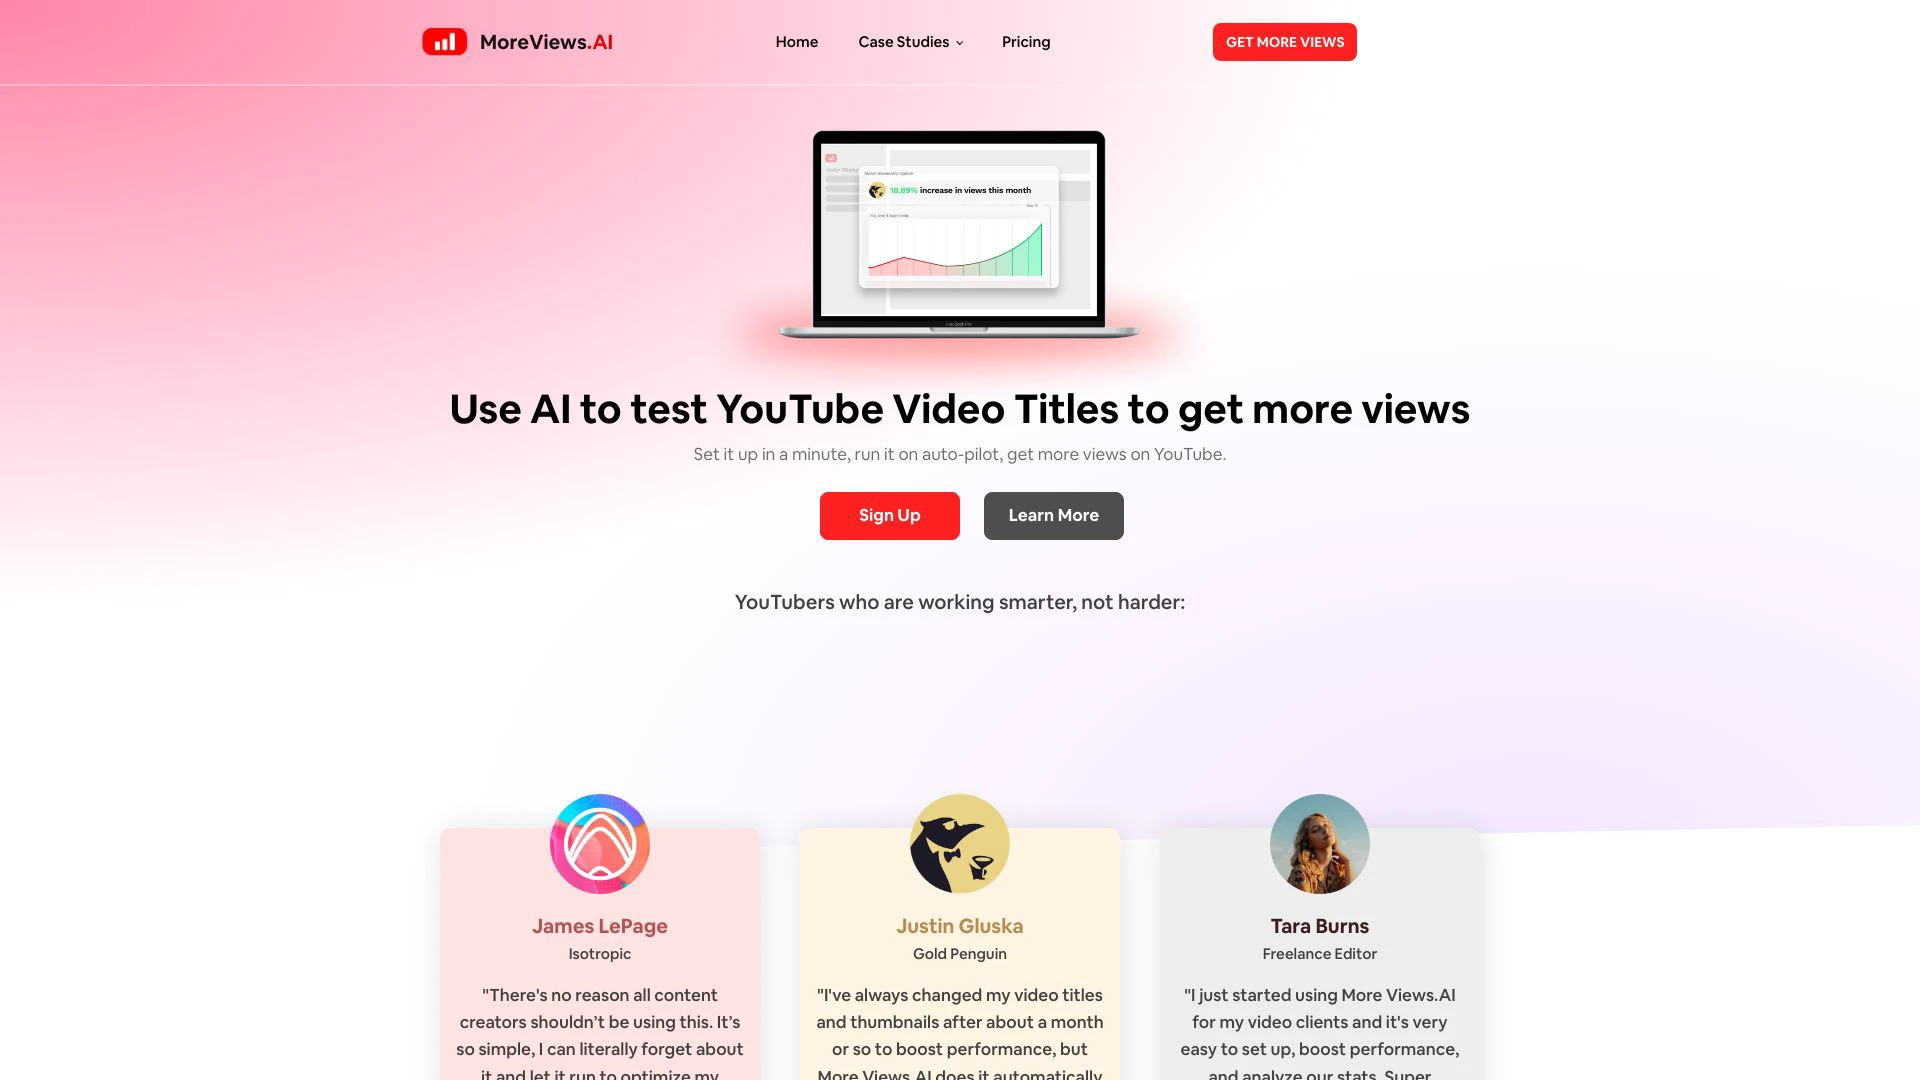 MoreViews.AI
Home
Case Studies
Pricing
GET MORE VIEWS
Justin Gluska
18.89% increase in views this month
MacBook Pro
Use AI to test YouTube Video Titles to get more views
Set it up in a minute, run it on auto-pilot, get more views on YouTube.
Sign Up
Learn More
YouTubers who are working smarter, not harder:
James LePage
Isotropic
"There's no reason all content
creators shouldn’t be using this. It’s
so simple, I can literally forget about
it and let it run to optimize my
Justin Gluska
Gold Penguin
"I've always changed my video titles
and thumbnails after about a month
or so to boost performance, but
More Views.AI does it automatically
Tara Burns
Freelance Editor
"I just started using More Views.AI
for my video clients and it's very
easy to set up, boost performance,
and analyze our stats. Super